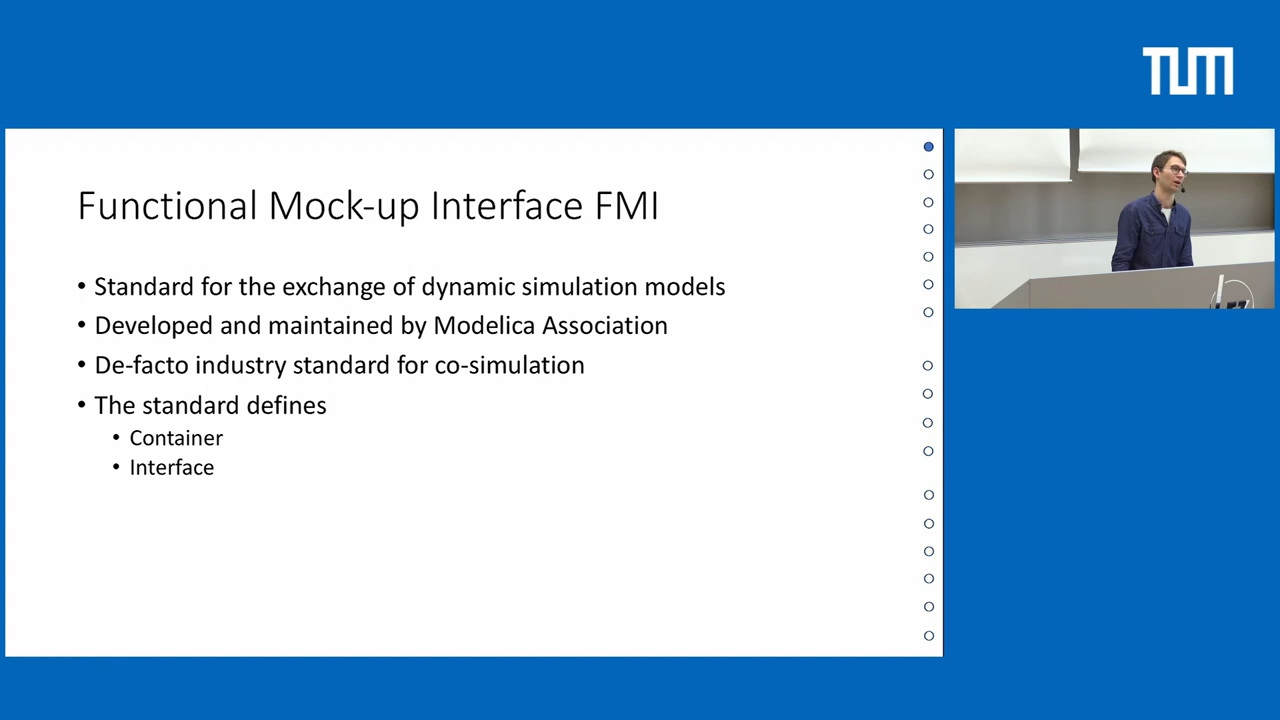 TUM
Functional Mock-up Interface FMI
• Standard for the exchange of dynamic simulation models
• Developed and maintained by Modelica Association
• De-facto industry standard for co-simulation
• The standard defines
• Container
• Interface